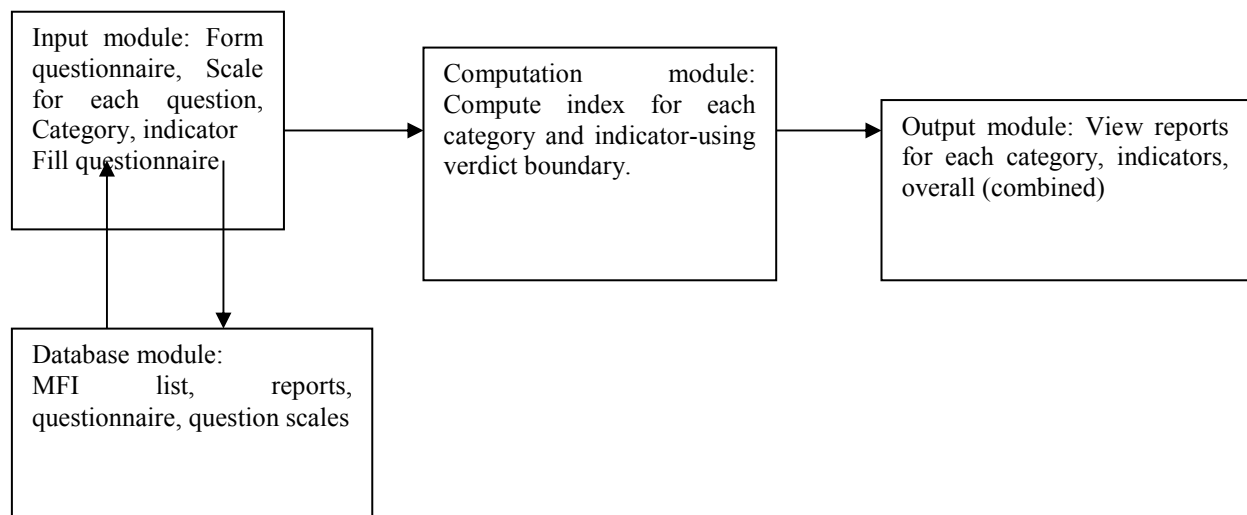 Input module: Form
questionnaire, Scale
for each question,
Category, indicator
Fill questionnaire
Computation module:
Compute index for each
category and indicator-using
verdict boundary.
Output module: View reports
for each category, indicators,
overall (combined)
Database module:
MFI list, reports,
questionnaire, question scales